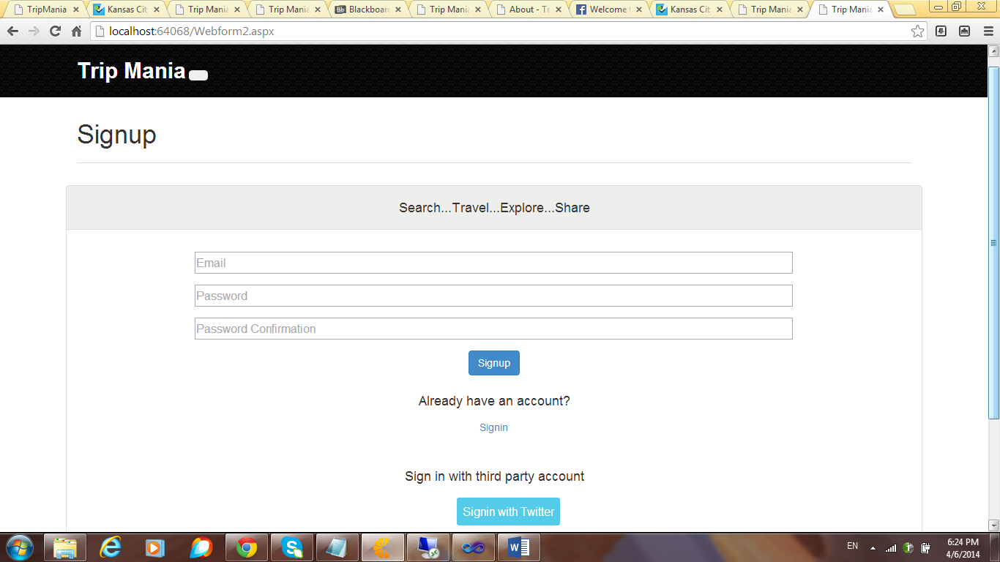 TripMania
Kansas Cit
Trip Mania
Trip Mania
Bb Blackboar
Trip Mania
About - Tr
Welcome
Kansas Cit
Trip Mania
Trip Mania
localhost:64068/Webform2.aspx
Trip Mania
Signup
Search...Travel...Explore...Share
Email
Password
Password Confirmation
Signup
Already have an account?
Signin
Sign in with third party account
Signin with Twitter
EN
6:24 PM
4/6/2014